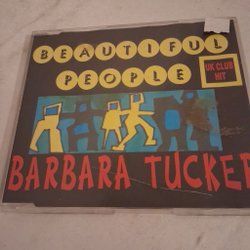 BEAUTIFUL
PEOPLE
UK CLUB
HIT
BARBARA TUCKER